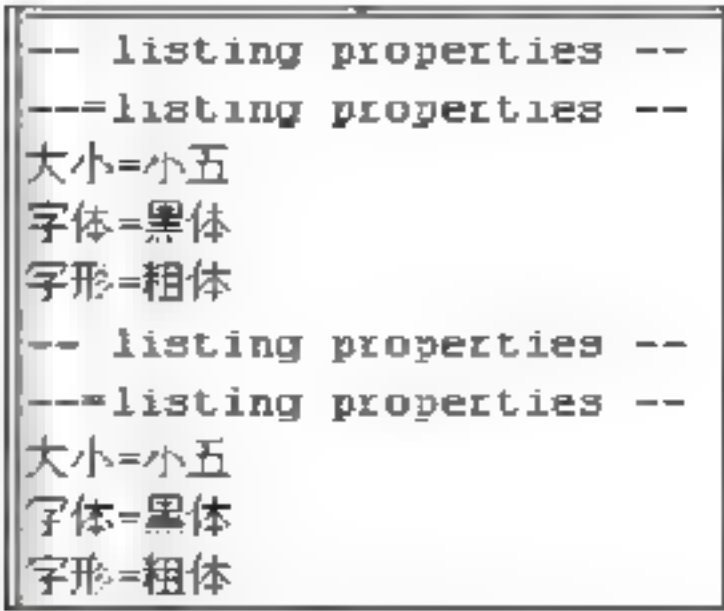 -- listing properties --
--=listing properties --
大小=小五
字体=黑体
字形=粗体
-- listing properties --
--=listing properties --
大小=小五
字体=黑体
字形=粗体